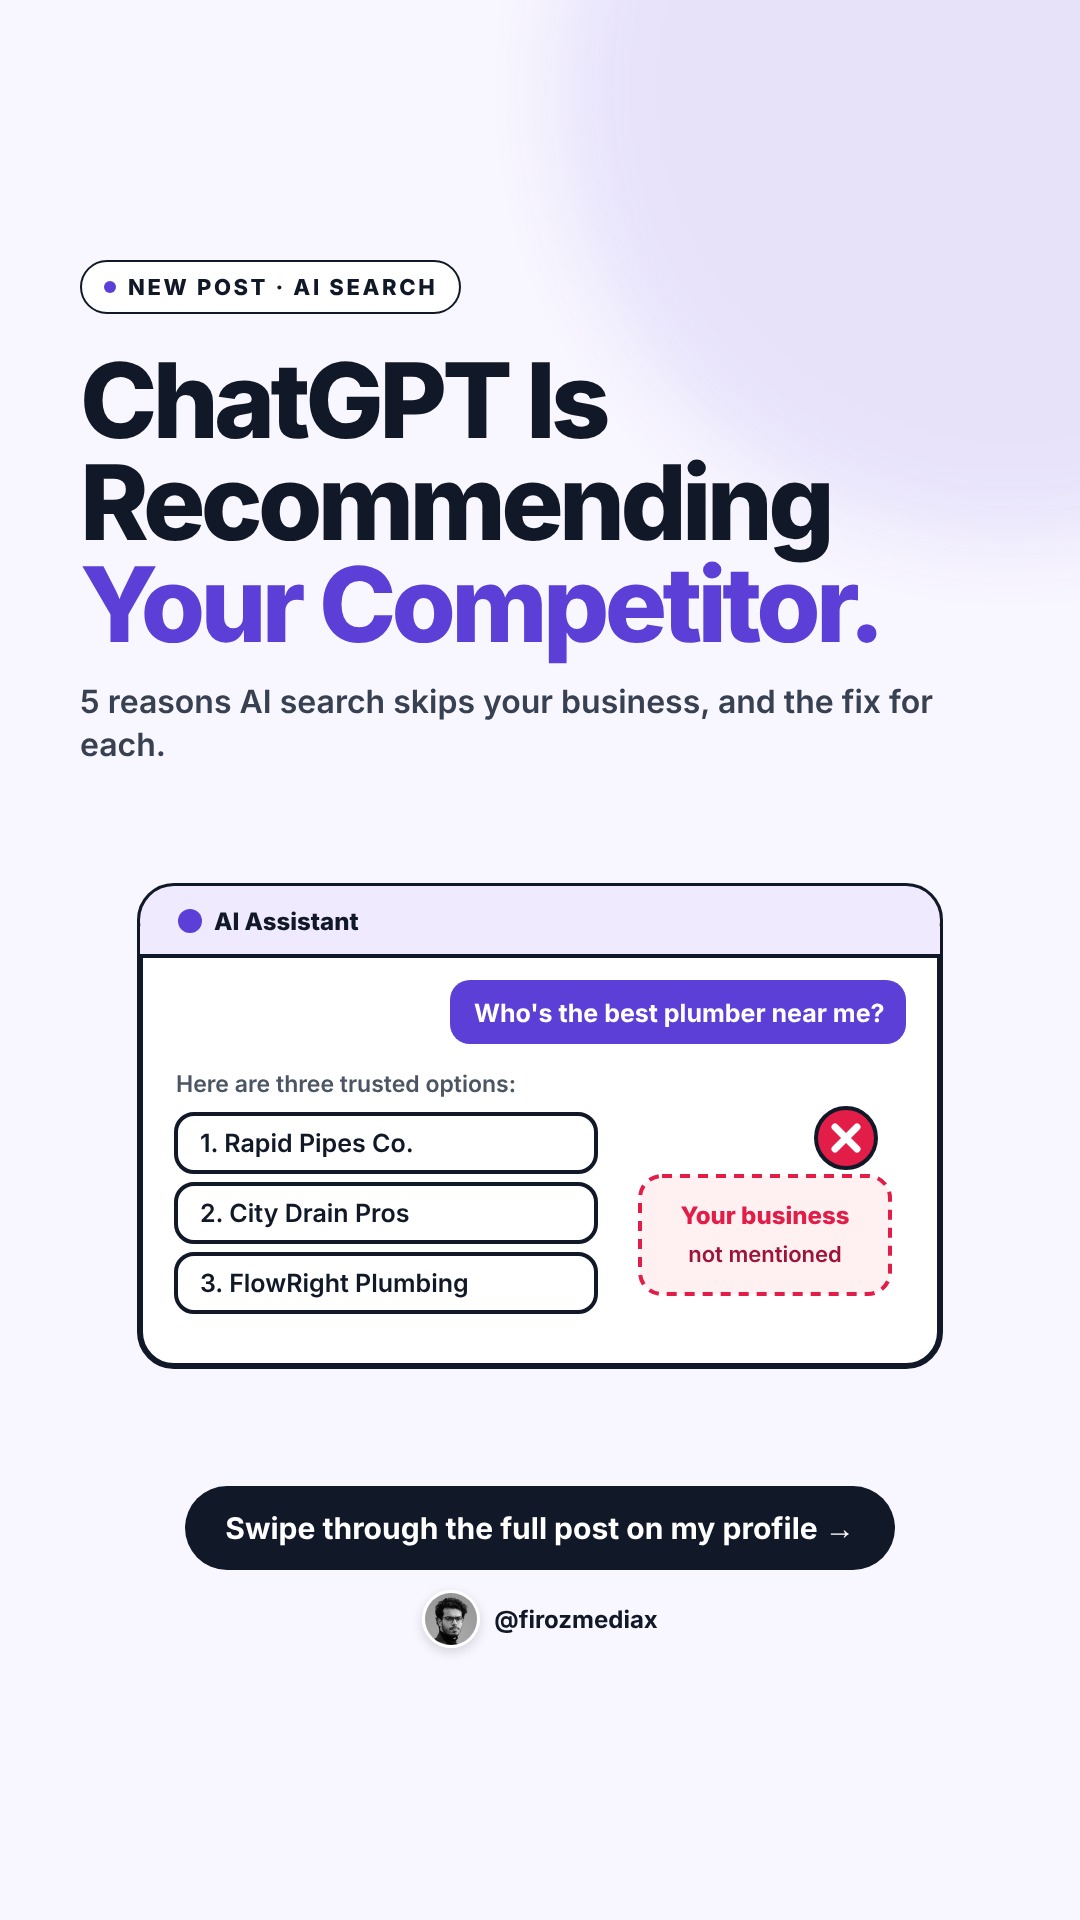 NEW POST · AI SEARCH
ChatGPT Is
Recommending
Your Competitor.
5 reasons AI search skips your business, and the fix for
each.
AI Assistant
Who's the best plumber near me?
Here are three trusted options:
1. Rapid Pipes Co.
2. City Drain Pros
3. FlowRight Plumbing
Your business
not mentioned
Swipe through the full post on my profile →
@firozmediax